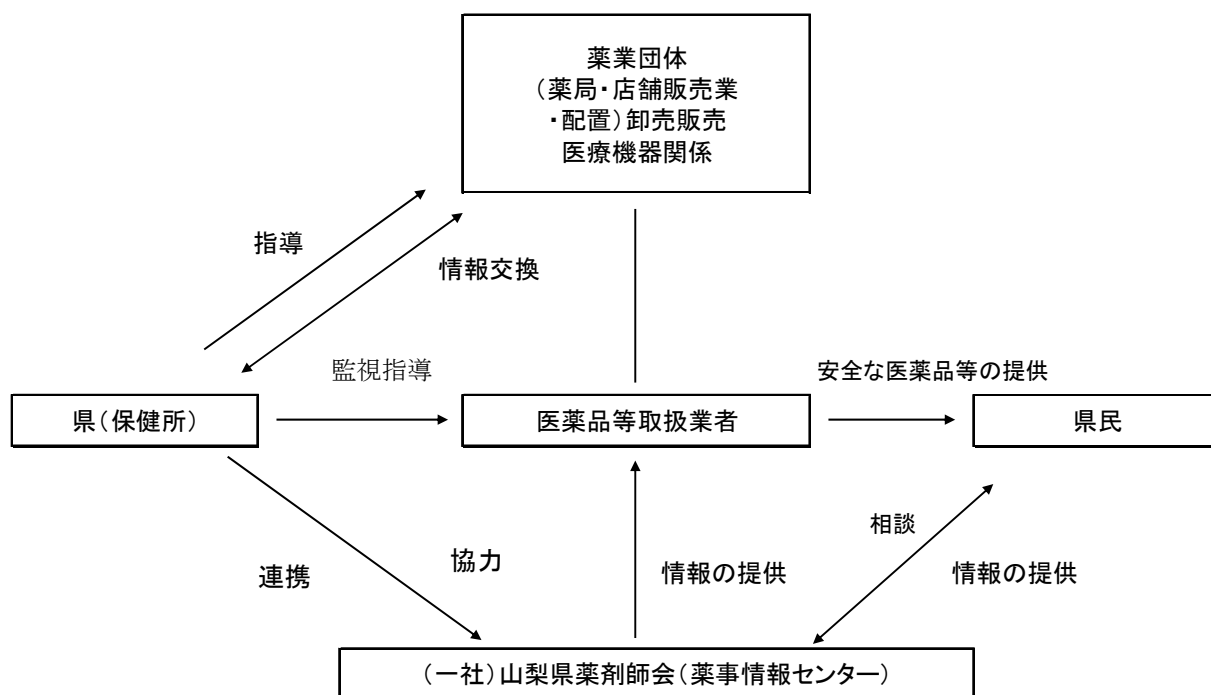 薬業団体
（薬局・店舗販売業
・配置）卸売販売
医療機器関係
指導
情報交換
監視指導
安全な医薬品等の提供
県（保健所）
医薬品等取扱業者
県民
相談
連携
協力
情報の提供
情報の提供
（一社）山梨県薬剤師会（薬事情報センター）